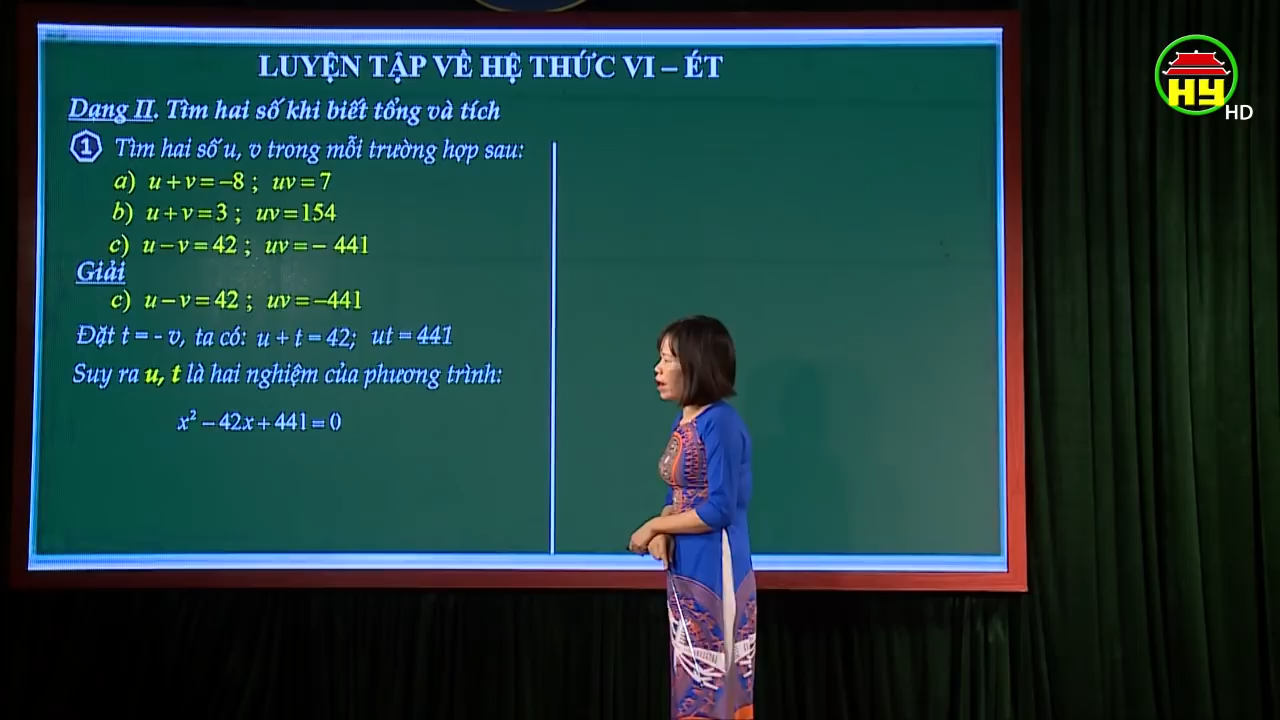 LUYỆN TẬP VỀ HỆ THỨC VI – ÉT
Dạng II. Tìm hai số khi biết tổng và tích
1 Tìm hai số u, v trong mỗi trường hợp sau:
a) u + v = –8 ; uv = 7
b) u + v = 3 ; uv = 154
c) u – v = 42 ; uv = – 441
Giải
c) u – v = 42 ; uv = –441
Đặt t = - v, ta có: u + t = 42; ut = 441
Suy ra u, t là hai nghiệm của phương trình:
x² – 42x + 441 = 0
HY
HD